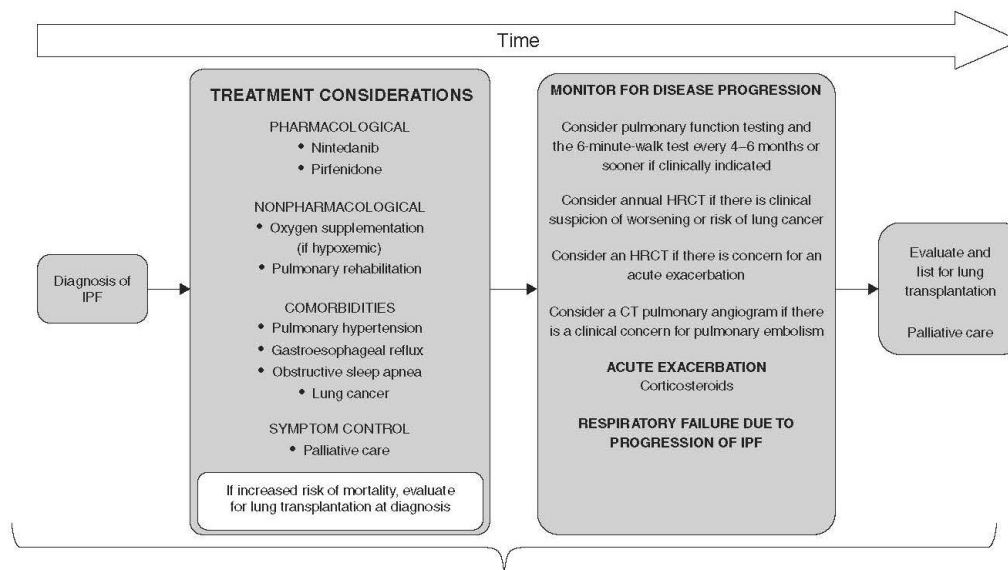 Time
Diagnosis of
IPF
TREATMENT CONSIDERATIONS
PHARMACOLOGICAL
• Nintedanib
• Pirfenidone
NONPHARMACOLOGICAL
• Oxygen supplementation
(if hypoxemic)
• Pulmonary rehabilitation
COMORBIDITIES
• Pulmonary hypertension
• Gastroesophageal reflux
• Obstructive sleep apnea
• Lung cancer
SYMPTOM CONTROL
• Palliative care
If increased risk of mortality, evaluate
for lung transplantation at diagnosis
MONITOR FOR DISEASE PROGRESSION
Consider pulmonary function testing and
the 6-minute-walk test every 4–6 months or
sooner if clinically indicated
Consider annual HRCT if there is clinical
suspicion of worsening or risk of lung cancer
Consider an HRCT if there is concern for an
acute exacerbation
Consider a CT pulmonary angiogram if there
is a clinical concern for pulmonary embolism
ACUTE EXACERBATION
Corticosteroids
RESPIRATORY FAILURE DUE TO
PROGRESSION OF IPF
Evaluate and
list for lung
transplantation
Palliative care